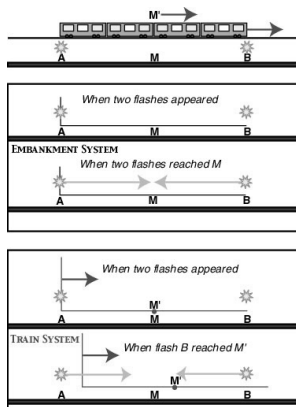 M'
A M B
When two flashes appeared
A M B
EMBANKMENT SYSTEM
When two flashes reached M
A M B
When two flashes appeared
M'
A M B
TRAIN SYSTEM
When flash B reached M'
M'
A M B